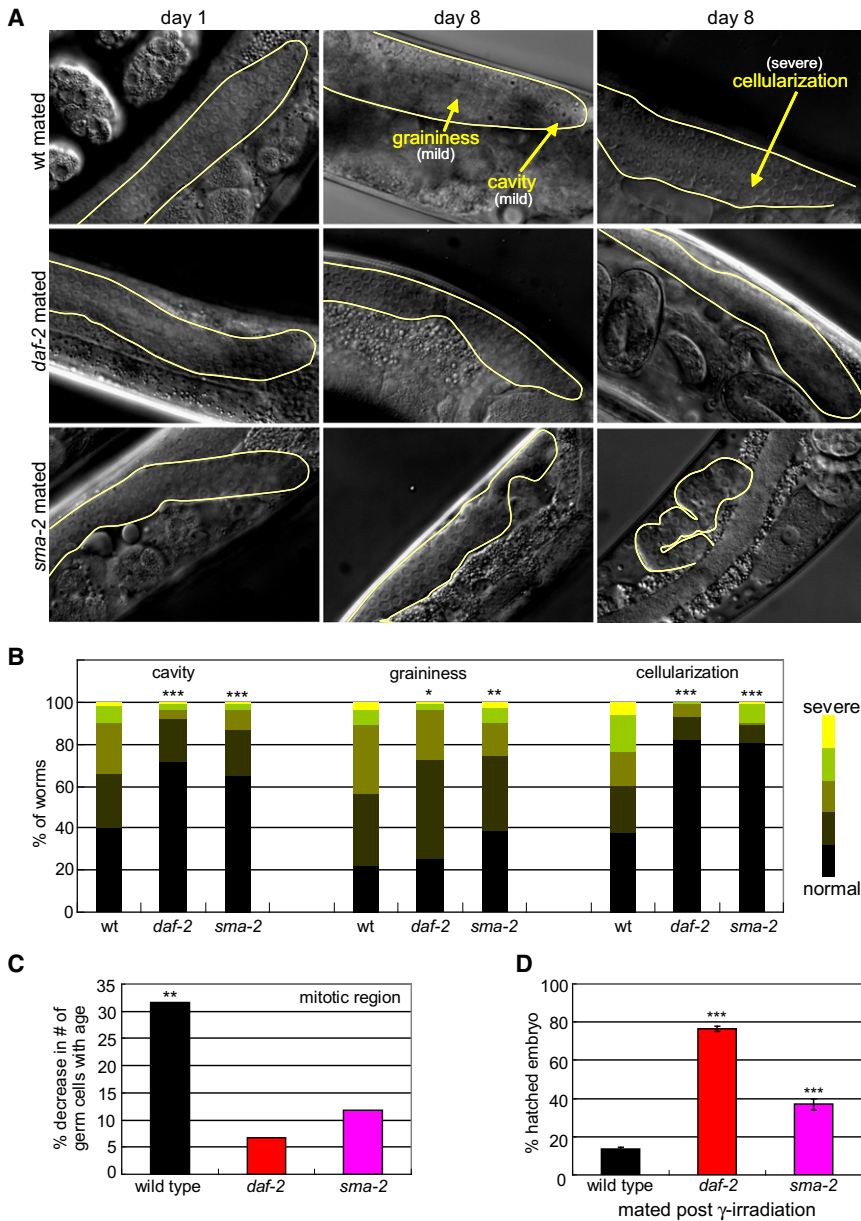 A
day 1
day 8
day 8
wt mated
graininess
(mild)
cavity
(mild)
(severe)
cellularization
daf-2 mated
sma-2 mated
B
cavity
graininess
cellularization
***
***
*
**
***
***
% of worms
100
80
60
40
20
0
wt
daf-2
sma-2
wt
daf-2
sma-2
wt
daf-2
sma-2
severe
normal
C
% decrease in # of
germ cells with age
35
30
25
20
15
10
5
0
**
mitotic region
wild type
daf-2
sma-2
D
% hatched embryo
100
80
60
40
20
0
***
***
wild type
daf-2
sma-2
mated post γ-irradiation